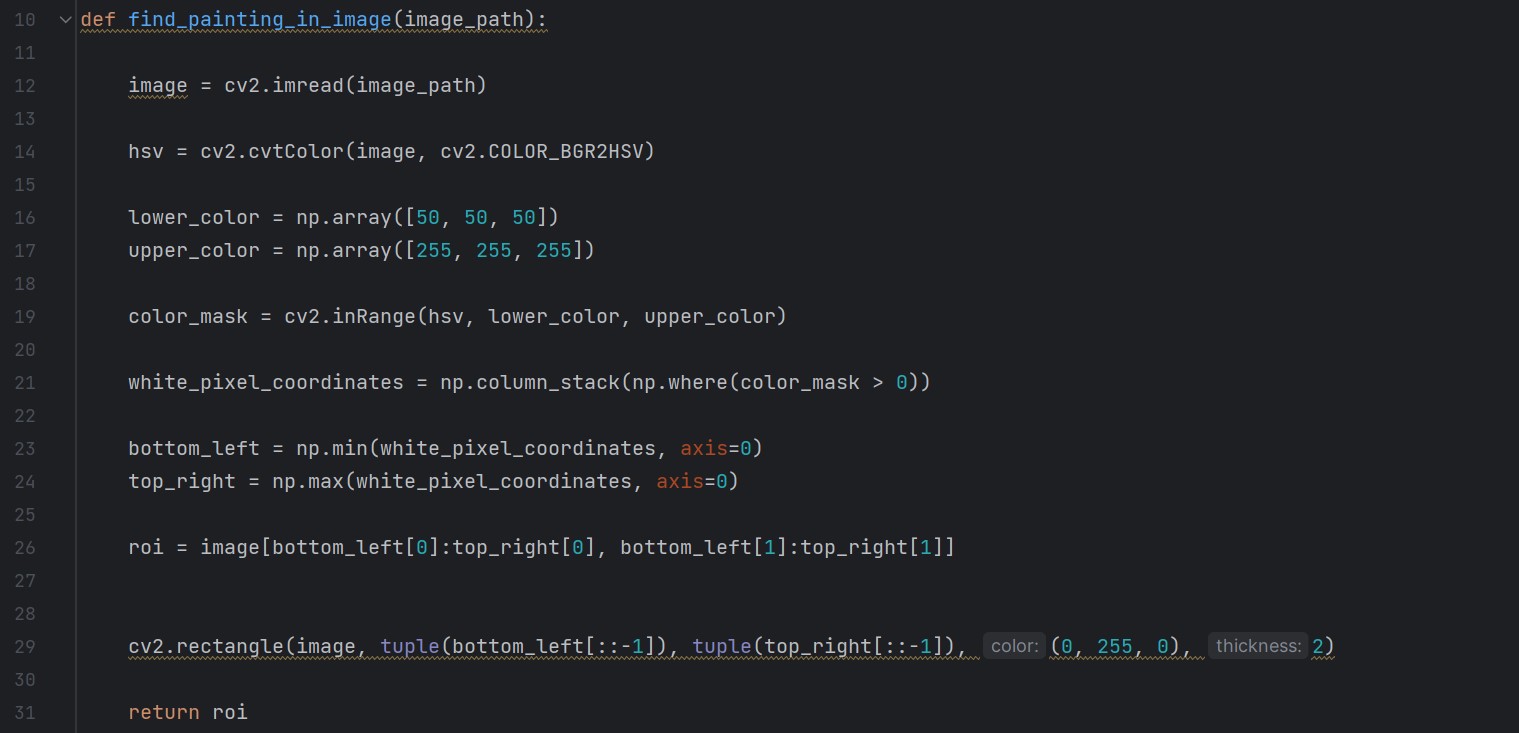 10 def find_painting_in_image(image_path):
11
12 image = cv2.imread(image_path)
13
14 hsv = cv2.cvtColor(image, cv2.COLOR_BGR2HSV)
15
16 lower_color = np.array([50, 50, 50])
17 upper_color = np.array([255, 255, 255])
18
19 color_mask = cv2.inRange(hsv, lower_color, upper_color)
20
21 white_pixel_coordinates = np.column_stack(np.where(color_mask > 0))
22
23 bottom_left = np.min(white_pixel_coordinates, axis=0)
24 top_right = np.max(white_pixel_coordinates, axis=0)
25
26 roi = image[bottom_left[0]:top_right[0], bottom_left[1]:top_right[1]]
27
28
29 cv2.rectangle(image, tuple(bottom_left[::-1]), tuple(top_right[::-1]), color: (0, 255, 0), thickness: 2)
30
31 return roi